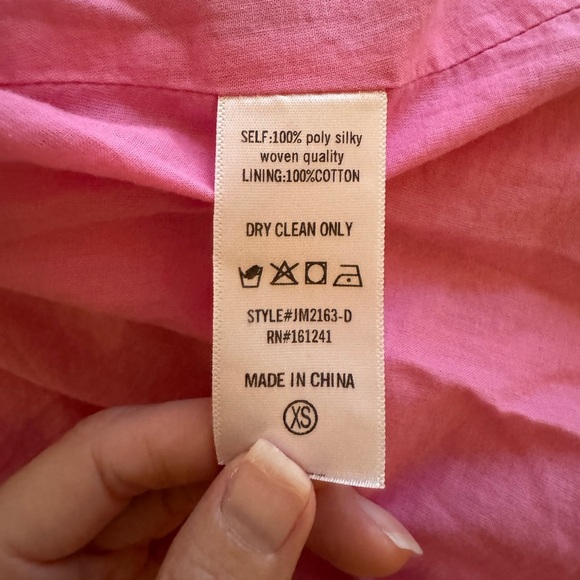 SELF:100% poly silky
woven quality
LINING:100%COTTON
DRY CLEAN ONLY
STYLE#JM2163-D
RN#161241
MADE IN CHINA
XS